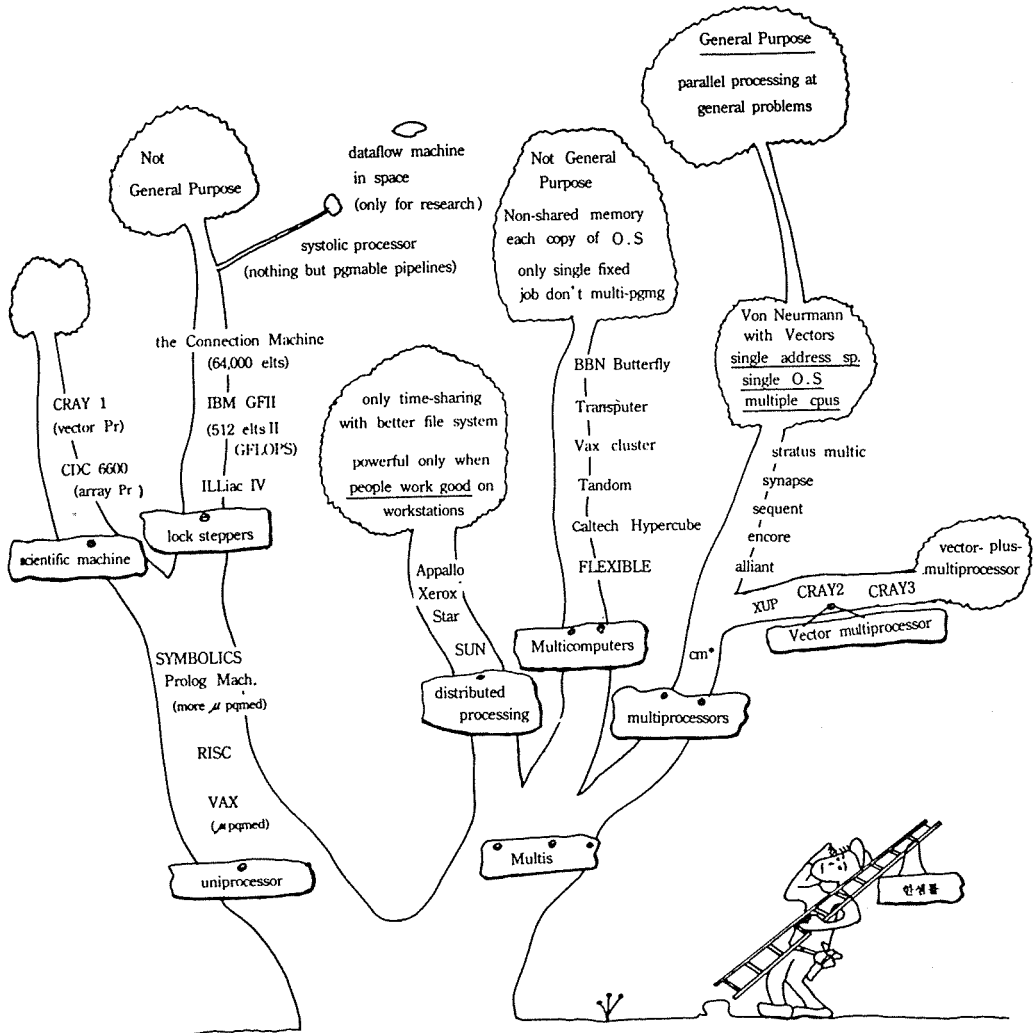 General Purpose
parallel processing at
general problems
Not
General Purpose
dataflow machine
in space
(only for research)
systolic processor
(nothing but pgmable pipelines)
Not General
Purpose
Non-shared memory
each copy of O.S
only single fixed
job don't multi-pgmg
Von Neurmann
with Vectors
single address sp.
single O.S
multiple cpus
the Connection Machine
(64,000 elts)
IBM GFII
(512 elts II
GFLOPS)
ILLiac IV
lock steppers
CRAY 1
(vector Pr)
CDC 6600
(array Pr )
scientific machine
only time-sharing
with better file system
powerful only when
people work good on
workstations
BBN Butterfly
Transputer
Vax cluster
Tandom
Caltech Hypercube
FLEXIBLE
Multicomputers
stratus multic
synapse
sequent
encore
alliant
vector- plus-
multiprocessor
XUP CRAY2 CRAY3
Vector multiprocessor
Appallo
Xerox
Star
SUN
distributed
processing
cm*
multiprocessors
SYMBOLICS
Prolog Mach.
(more μ pqmed)
RISC
VAX
(μ pqmed)
uniprocessor
Multis
인쇄물